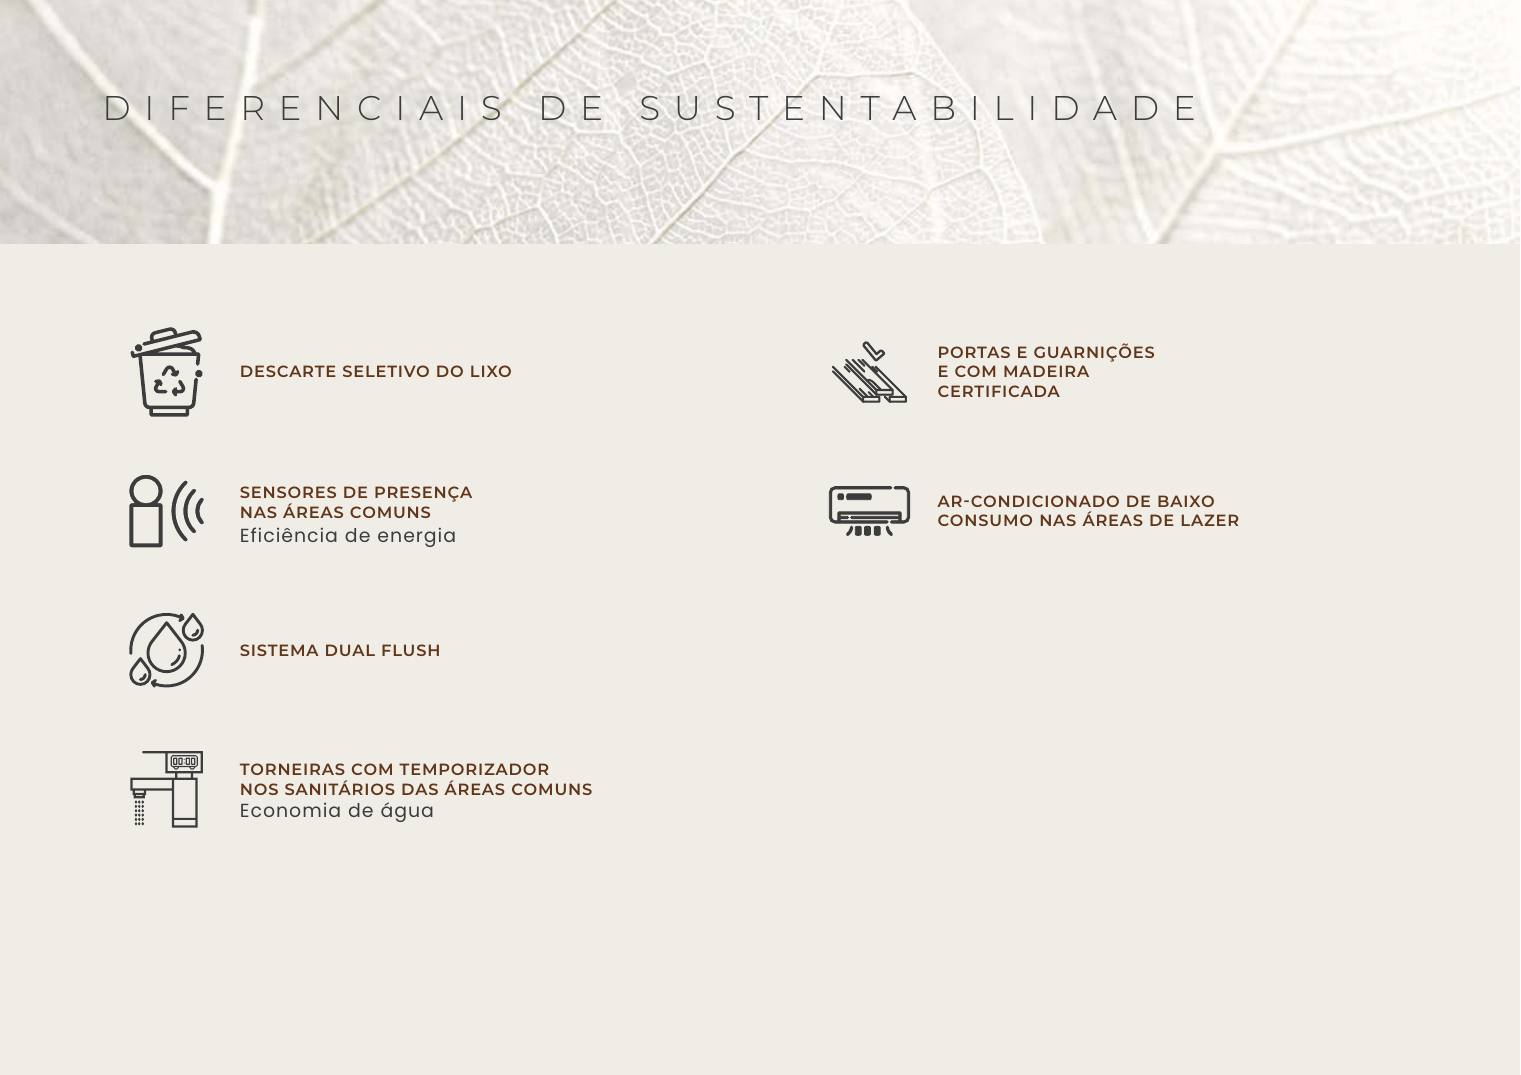 DIFERENCIAIS DE SUSTENTABILIDADE
DESCARTE SELETIVO DO LIXO
SENSORES DE PRESENÇA
NAS ÁREAS COMUNS
Eficiência de energia
SISTEMA DUAL FLUSH
TORNEIRAS COM TEMPORIZADOR
NOS SANITÁRIOS DAS ÁREAS COMUNS
Economia de água
PORTAS E GUARNIÇÕES
E COM MADEIRA
CERTIFICADA
AR-CONDICIONADO DE BAIXO
CONSUMO NAS ÁREAS DE LAZER